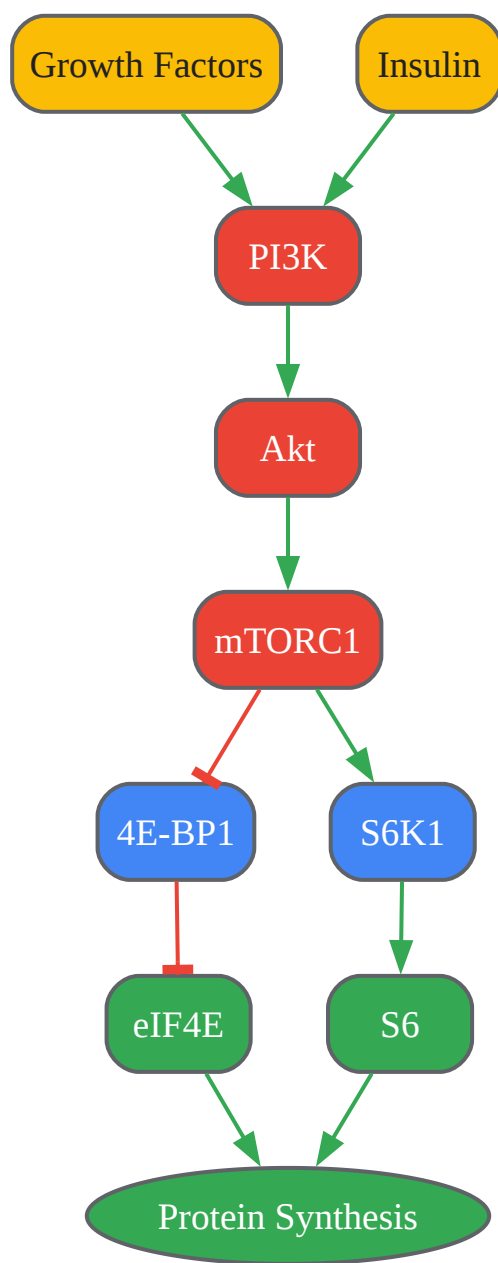 Growth Factors
Insulin
PI3K
Akt
mTORC1
4E-BP1
S6K1
eIF4E
S6
Protein Synthesis